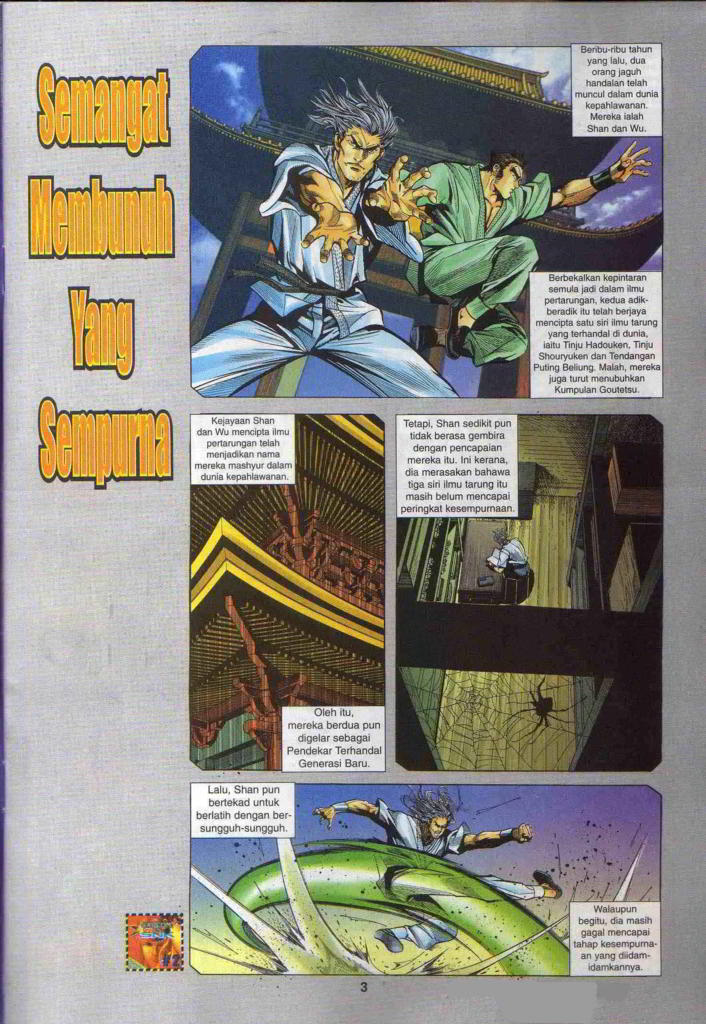 Semangat
Membunuh
Yang
Sempurna
Beribu-ribu tahun
yang lalu, dua
orang jaguh
handalan telah
muncul dalam dunia
kepahlawanan.
Mereka ialah
Shan dan Wu.
Berbekalkan kepintaran
semula jadi dalam ilmu
pertarungan, kedua adik-
beradik itu telah berjaya
mencipta satu siri ilmu tarung
yang terhandal di dunia,
iaitu Tinju Hadouken, Tinju
Shouryuken dan Tendangan
Puting Beliung. Malah, mereka
juga turut menubuhkan
Kumpulan Goutetsu.
Kejayaan Shan
dan Wu mencipta ilmu
pertarungan telah
menjadikan nama
mereka mashyur dalam
dunia kepahlawanan.
Oleh itu,
mereka berdua pun
digelar sebagai
Pendekar Terhandal
Generasi Baru.
Tetapi, Shan sedikit pun
tidak berasa gembira
dengan pencapaian
mereka itu. Ini kerana,
dia merasakan bahawa
tiga siri ilmu tarung itu
masih belum mencapai
peringkat kesempurnaan.
Lalu, Shan pun
bertekad untuk
berlatih dengan ber-
sungguh-sungguh.
Walaupun
begitu, dia masih
gagal mencapai
tahap kesempurna-
an yang diidam-
idamkannya.
SNK
#2
3